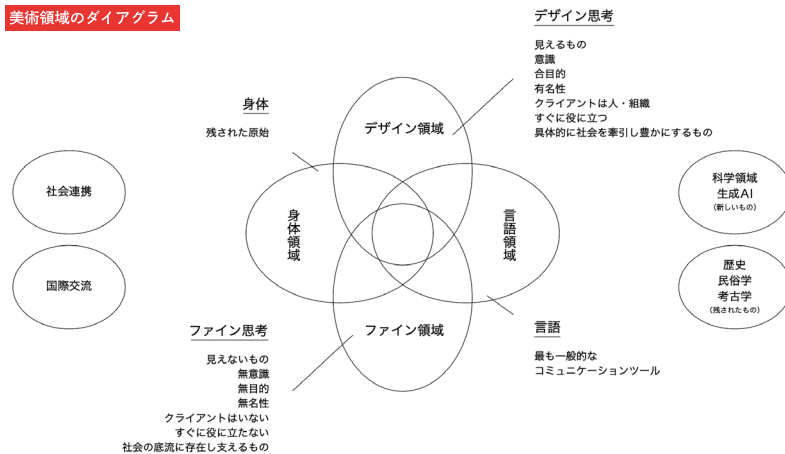 美術領域のダイアグラム
デザイン思考
見えるもの
意識
合目的
有名性
クライアントは人・組織
すぐに役に立つ
具体的に社会を牽引し豊かにするもの
身体
残された原始
デザイン領域
社会連携
国際交流
身体領域
言語領域
科学領域
生成AI
(新しいもの)
歴史
民俗学
考古学
(残されたもの)
ファイン領域
ファイン思考
見えないもの
無意識
無目的
無名性
クライアントはいない
すぐに役に立たない
社会の底流に存在し支えるもの
言語
最も一般的な
コミュニケーションツール